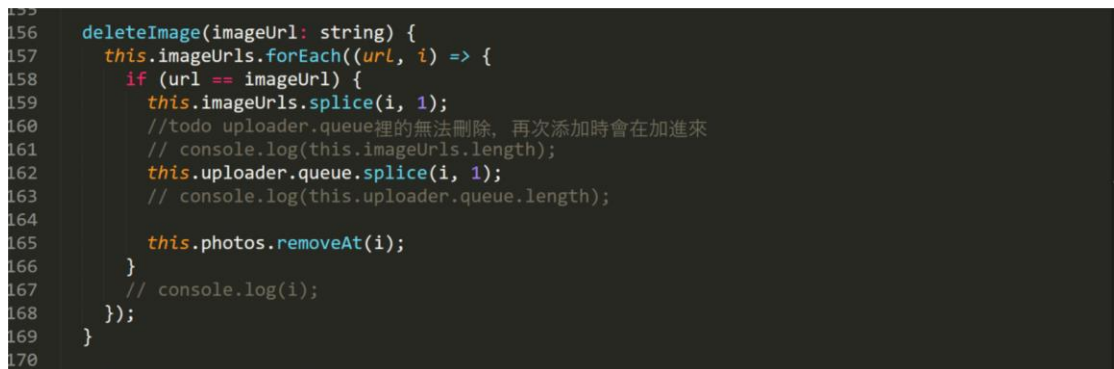 156 deleteImage(imageUrl: string) {
157 this.imageUrls.forEach((url, i) => {
158 if (url == imageUrl) {
159 this.imageUrls.splice(i, 1);
160 //todo uploader.queue裡的無法刪除，再次添加時會在加進來
161 // console.log(this.imageUrls.length);
162 this.uploader.queue.splice(i, 1);
163 // console.log(this.uploader.queue.length);
164
165 this.photos.removeAt(i);
166 }
167 // console.log(i);
168 });
169 }
170